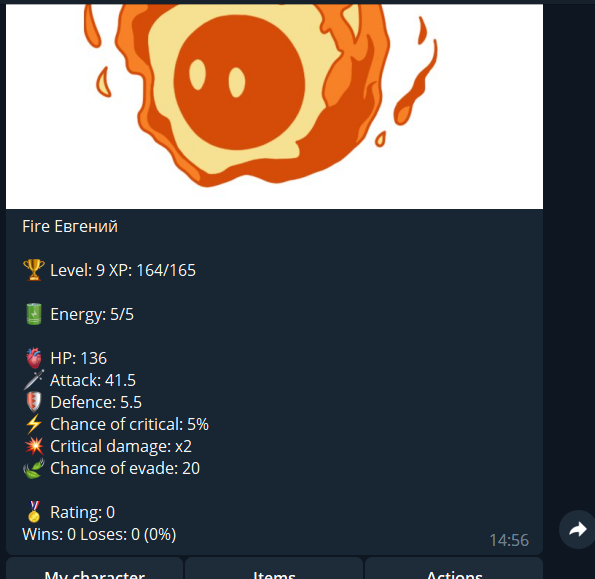 Fire Евгений
🏆 Level: 9 XP: 164/165
🔋 Energy: 5/5
🫀 HP: 136
🗡 Attack: 41.5
🛡 Defence: 5.5
⚡ Chance of critical: 5%
💥 Critical damage: x2
🍃 Chance of evade: 20
🏅 Rating: 0
Wins: 0 Loses: 0 (0%)
14:56
My character Items Actions